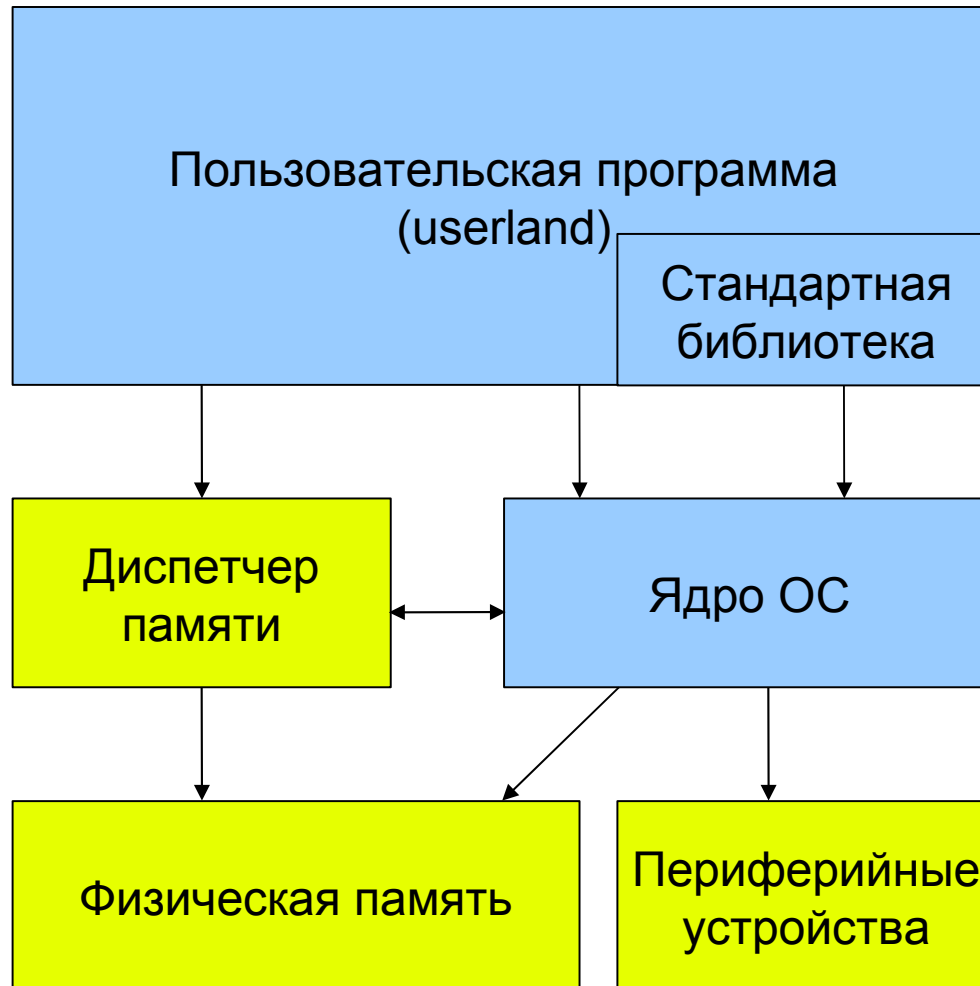 Пользовательская программа
(userland)
Стандартная
библиотека
Диспетчер
памяти
Ядро ОС
Физическая память
Периферийные
устройства